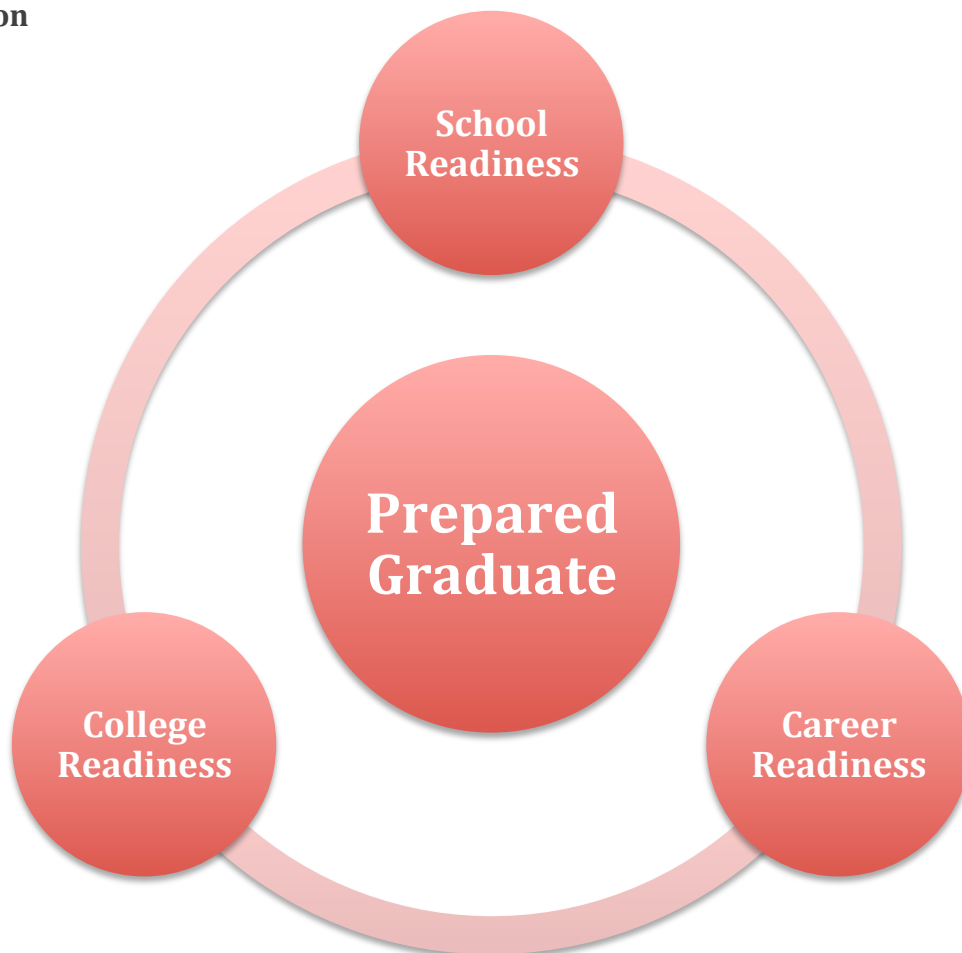 on
School
Readiness
Prepared
Graduate
College
Readiness
Career
Readiness